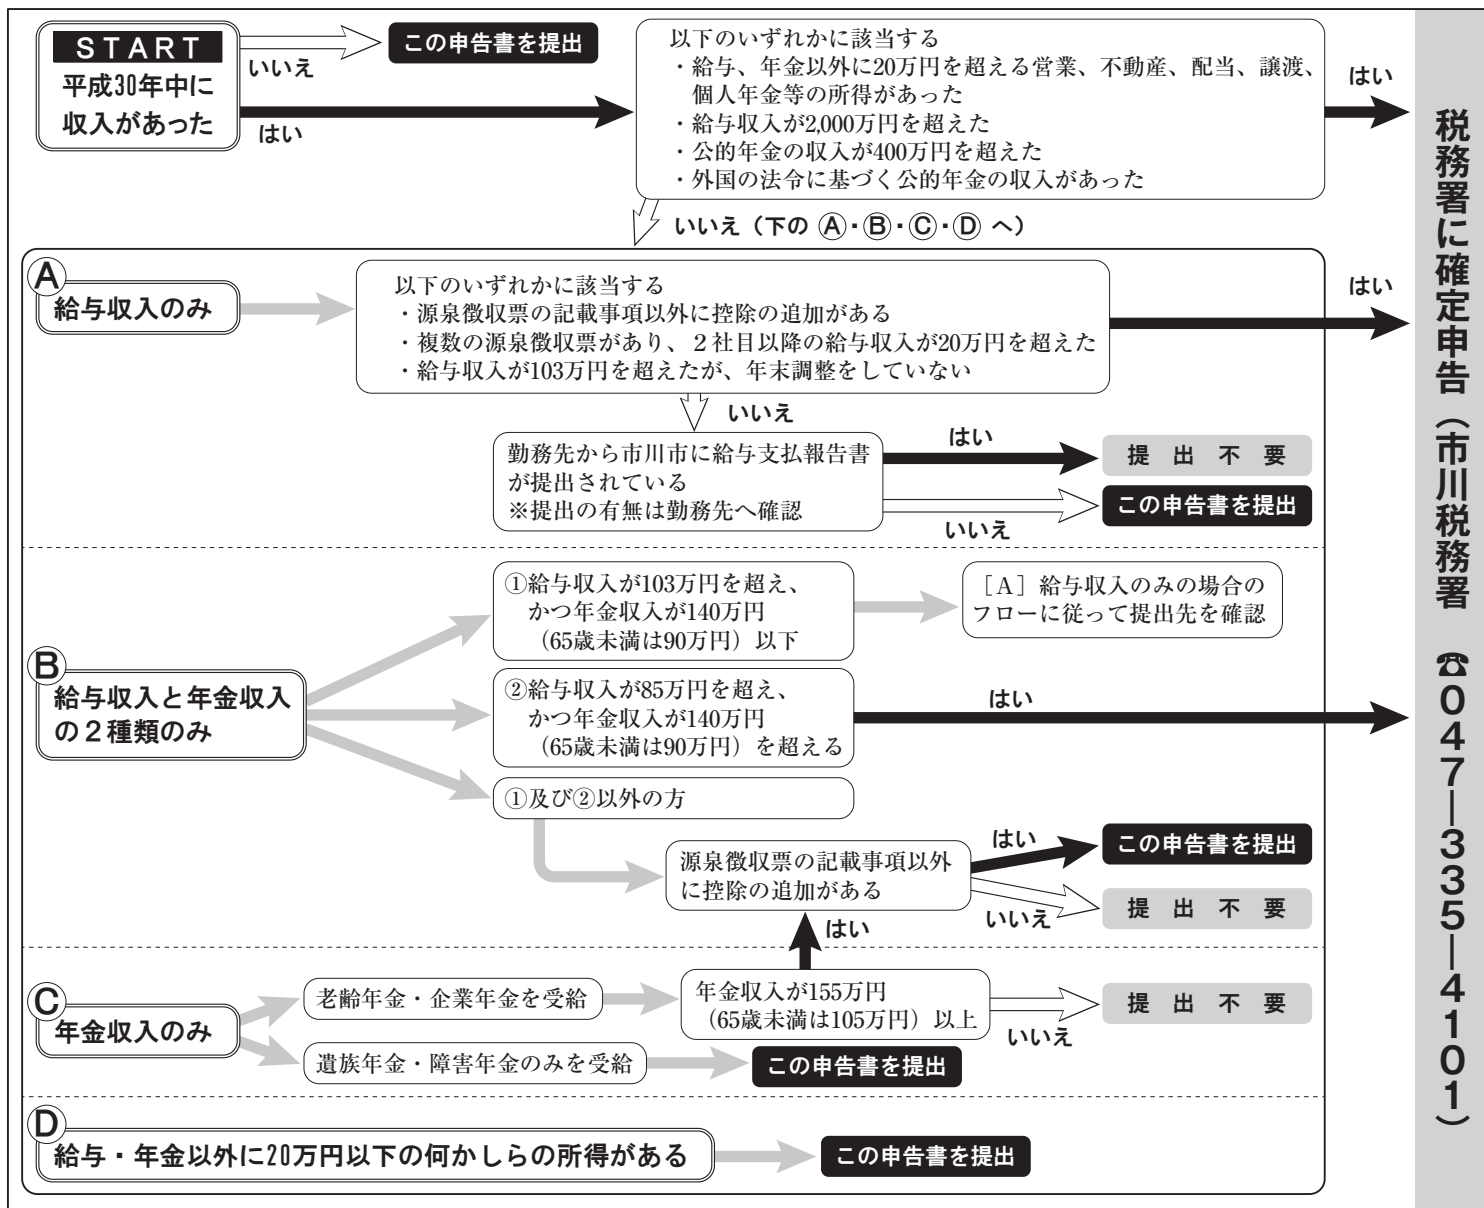 START
平成30年中に
収入があった
いいえ
この申告書を提出
はい
以下のいずれかに該当する
・給与、年金以外に20万円を超える営業、不動産、配当、譲渡、
個人年金等の所得があった
・給与収入が2,000万円を超えた
・公的年金の収入が400万円を超えた
・外国の法令に基づく公的年金の収入があった
はい
いいえ（下の Ⓐ・Ⓑ・Ⓒ・Ⓓ へ）
Ⓐ
給与収入のみ
以下のいずれかに該当する
・源泉徴収票の記載事項以外に控除の追加がある
・複数の源泉徴収票があり、２社目以降の給与収入が20万円を超えた
・給与収入が103万円を超えたが、年末調整をしていない
はい
いいえ
勤務先から市川市に給与支払報告書
が提出されている
※提出の有無は勤務先へ確認
はい
提出不要
いいえ
この申告書を提出
Ⓑ
給与収入と年金収入
の２種類のみ
①給与収入が103万円を超え、
かつ年金収入が140万円
（65歳未満は90万円）以下
［Ａ］給与収入のみの場合の
フローに従って提出先を確認
②給与収入が85万円を超え、
かつ年金収入が140万円
（65歳未満は90万円）を超える
はい
①及び②以外の方
源泉徴収票の記載事項以外
に控除の追加がある
はい
この申告書を提出
いいえ
提出不要
はい
Ⓒ
年金収入のみ
老齢年金・企業年金を受給
年金収入が155万円
（65歳未満は105万円）以上
いいえ
提出不要
遺族年金・障害年金のみを受給
この申告書を提出
Ⓓ
給与・年金以外に20万円以下の何かしらの所得がある
この申告書を提出
税務署に確定申告（市川税務署 ☎０４７―３３５―４１０１）